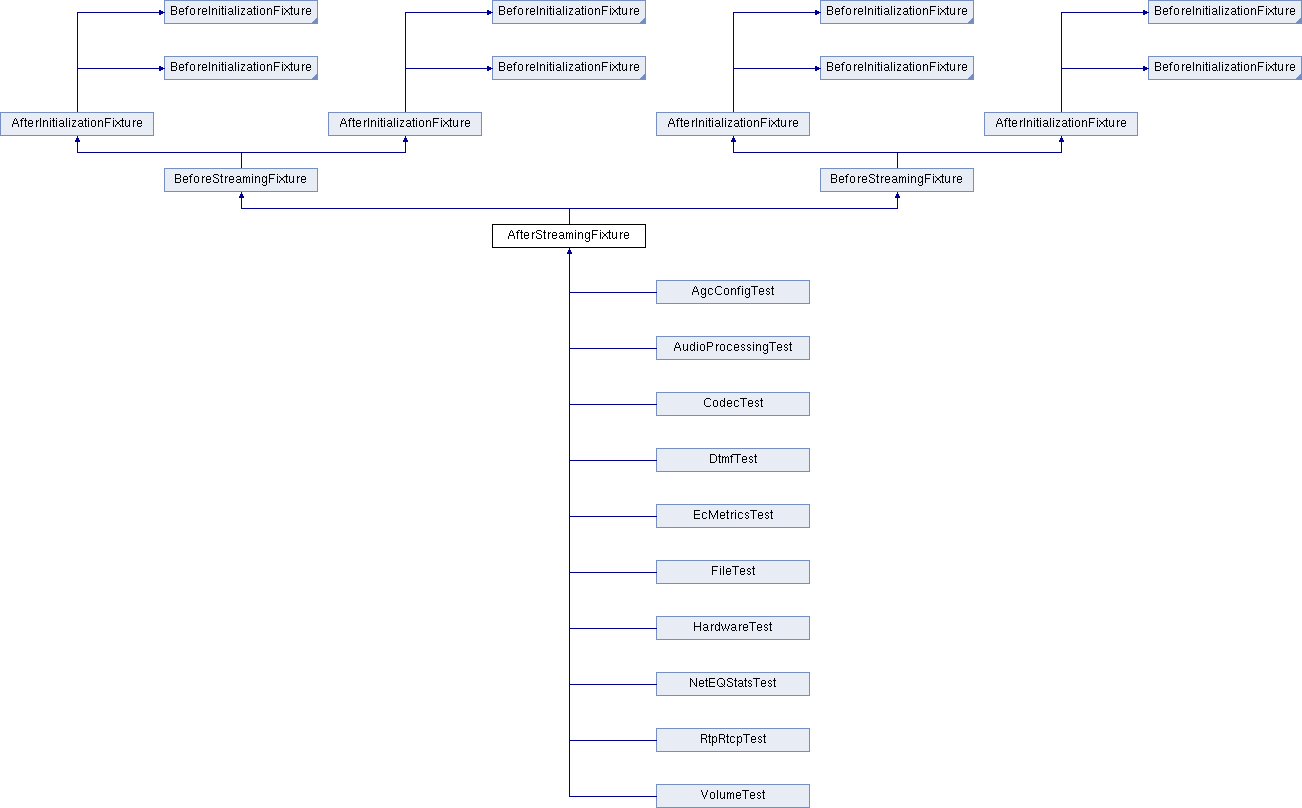 BeforeInitializationFixture BeforeInitializationFixture BeforeInitializationFixture BeforeInitializationFixture
BeforeInitializationFixture BeforeInitializationFixture BeforeInitializationFixture BeforeInitializationFixture
AfterInitializationFixture AfterInitializationFixture AfterInitializationFixture AfterInitializationFixture
BeforeStreamingFixture BeforeStreamingFixture
AfterStreamingFixture
AgcConfigTest
AudioProcessingTest
CodecTest
DtmfTest
EcMetricsTest
FileTest
HardwareTest
NetEQStatsTest
RtpRtcpTest
VolumeTest